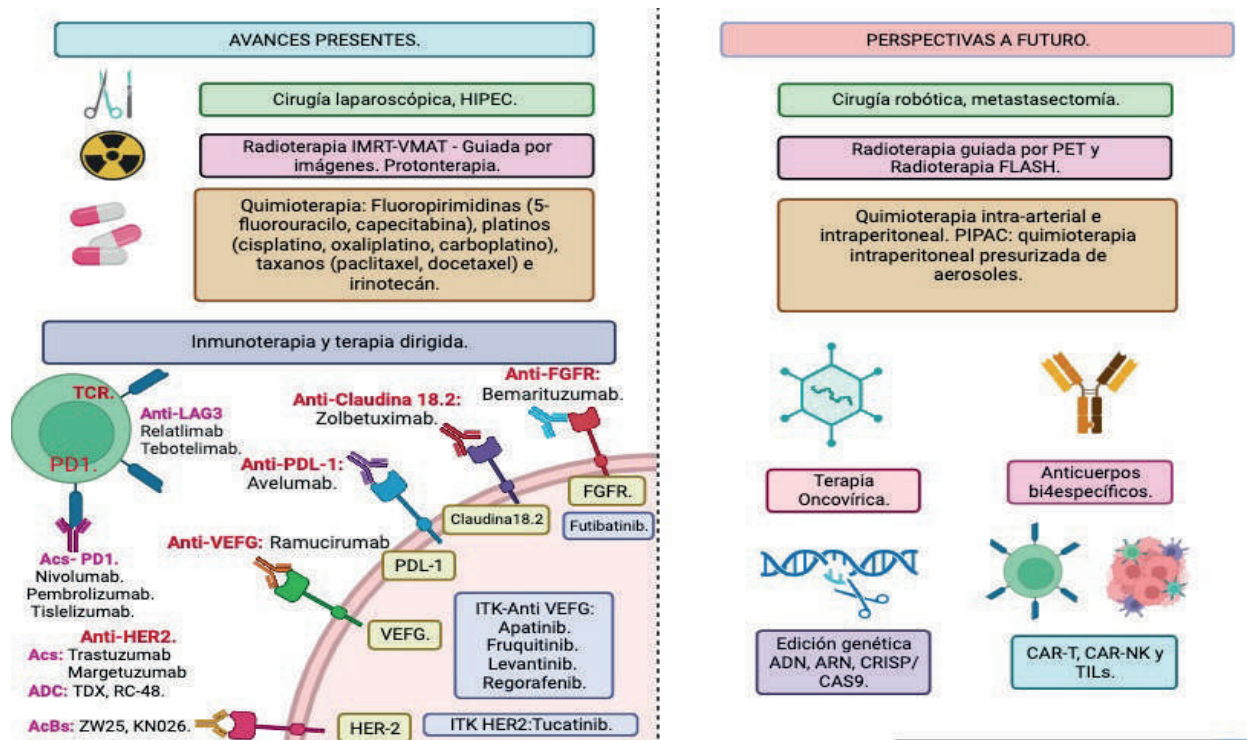 AVANCES PRESENTES.
Cirugía laparoscópica, HIPEC.
Radioterapia IMRT-VMAT - Guiada por
imágenes. Protonterapia.
Quimioterapia: Fluoropirimidinas (5-
fluorouracilo, capecitabina), platinos
(cisplatino, oxaliplatino, carboplatino),
taxanos (paclitaxel, docetaxel) e
irinotecán.
Inmunoterapia y terapia dirigida.
TCR.
PD1.
Anti-LAG3
Relatlimab
Tebotelimab.
Acs- PD1.
Nivolumab.
Pembrolizumab.
Tislelizumab.
Anti-HER2.
Acs: Trastuzumab
Margetuzumab
ADC: TDX, RC-48.
AcBs: ZW25, KN026.
Anti-VEFG: Ramucirumab
Anti-PDL-1:
Avelumab.
Anti-Claudina 18.2:
Zolbetuximab.
Anti-FGFR:
Bemarituzumab.
FGFR.
Futibatinib.
Claudina18.2
PDL-1
VEFG.
HER-2
ITK-Anti VEFG:
Apatinib.
Fruquitinib.
Levantinib.
Regorafenib.
ITK HER2:Tucatinib.
PERSPECTIVAS A FUTURO.
Cirugía robótica, metastasectomía.
Radioterapia guiada por PET y
Radioterapia FLASH.
Quimioterapia intra-arterial e
intraperitoneal. PIPAC: quimioterapia
intraperitoneal presurizada de
aerosoles.
Terapia
Oncovírica.
Anticuerpos
bi4específicos.
Edición genética
ADN, ARN, CRISP/
CAS9.
CAR-T, CAR-NK y
TILs.